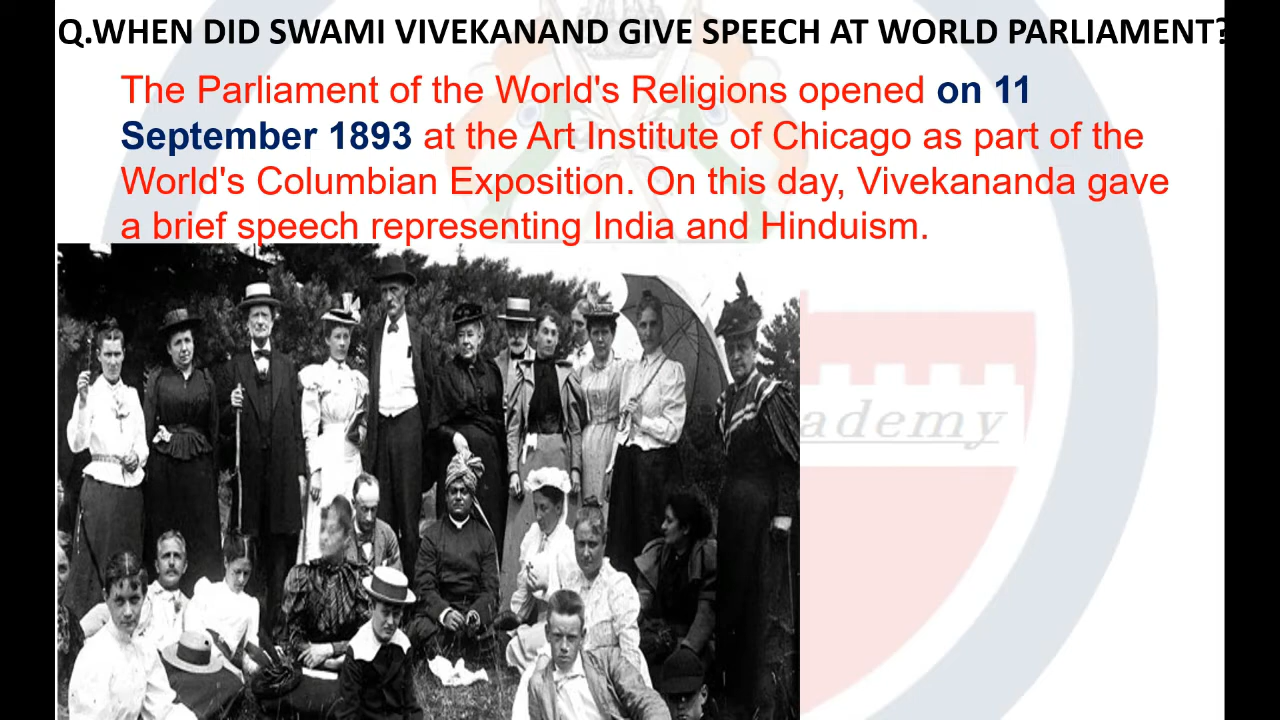 Q.WHEN DID SWAMI VIVEKANAND GIVE SPEECH AT WORLD PARLIAMENT?
The Parliament of the World's Religions opened on 11
September 1893 at the Art Institute of Chicago as part of the
World's Columbian Exposition. On this day, Vivekananda gave
a brief speech representing India and Hinduism.
ademy